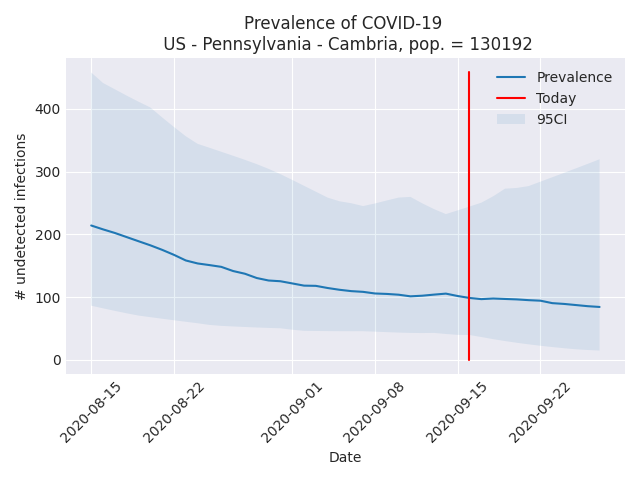 Prevalence of COVID-19
US - Pennsylvania - Cambria, pop. = 130192
Prevalence
Today
95CI
# undetected infections
400
300
200
100
0
2020-08-15
2020-08-22
2020-09-01
2020-09-08
2020-09-15
2020-09-22
Date